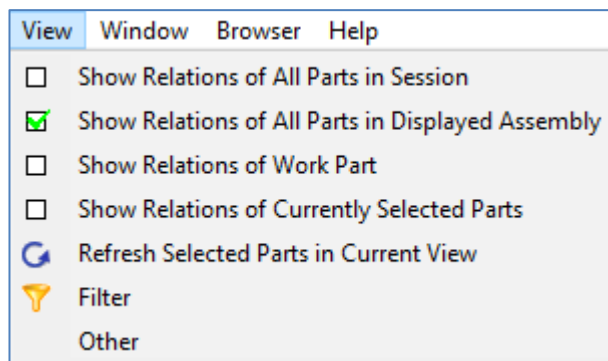 View Window Browser Help
Show Relations of All Parts in Session
Show Relations of All Parts in Displayed Assembly
Show Relations of Work Part
Show Relations of Currently Selected Parts
Refresh Selected Parts in Current View
Filter
Other